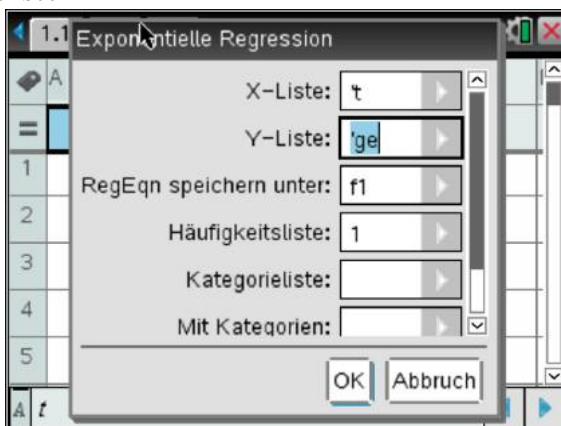 1.1
Exponentielle Regression
A
X-Liste: 't
= Y-Liste: 'ge
1
RegEqn speichern unter: f1
2
Häufigkeitsliste: 1
3
Kategorieliste:
4
Mit Kategorien:
5
OK Abbruch
A t